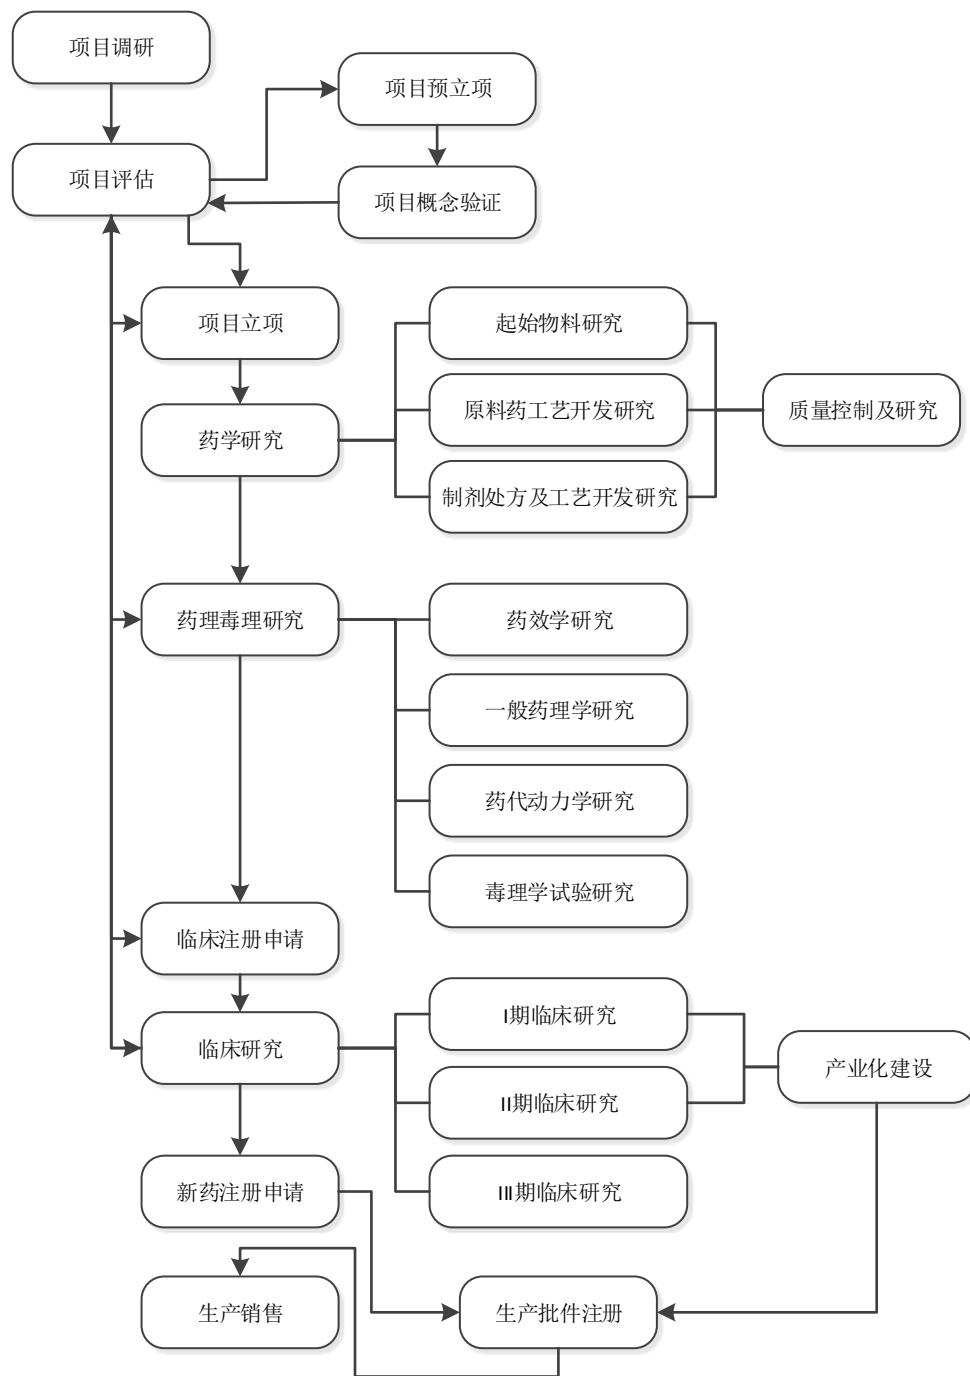 项目调研
项目预立项
项目评估
项目概念验证
项目立项
起始物料研究
原料药工艺开发研究
质量控制及研究
药学研究
制剂处方及工艺开发研究
药理毒理研究
药效学研究
一般药理学研究
药代动力学研究
毒理学试验研究
临床注册申请
I期临床研究
临床研究
产业化建设
II期临床研究
新药注册申请
III期临床研究
生产销售
生产批件注册